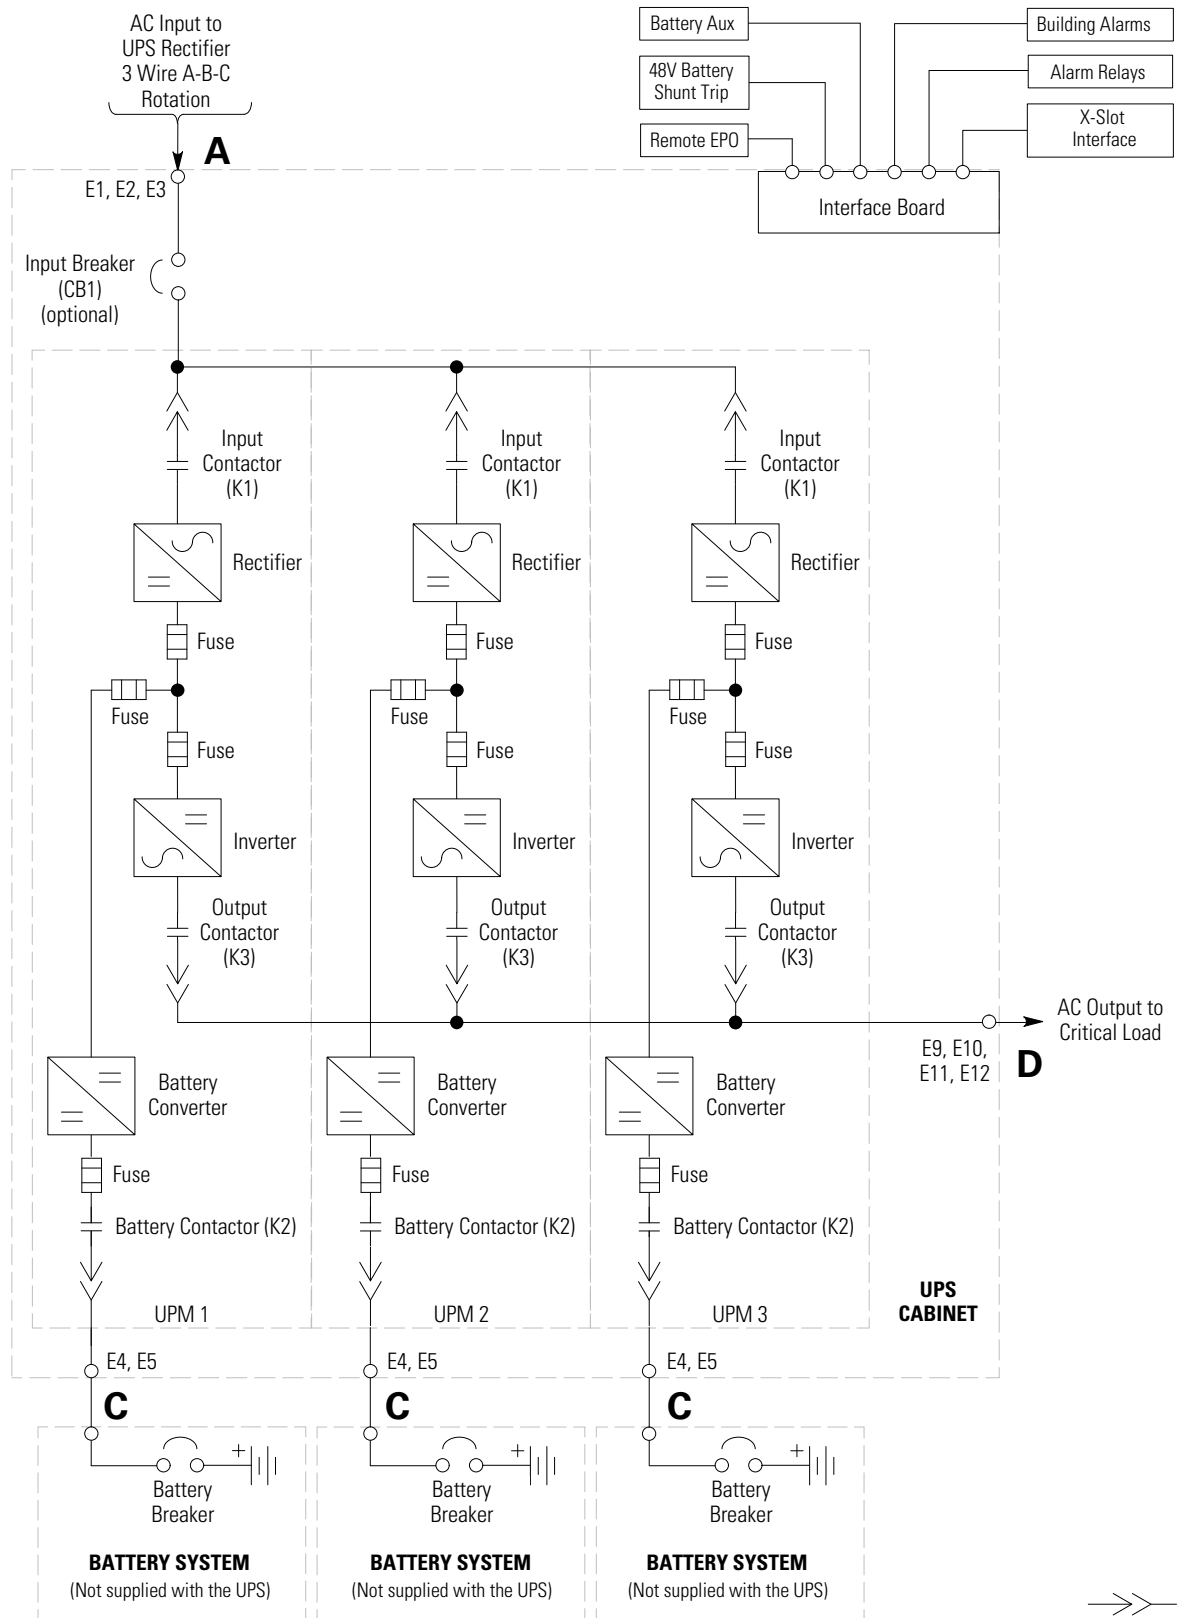 AC Input to
UPS Rectifier
3 Wire A-B-C
Rotation
A
E1, E2, E3
Battery Aux
48V Battery
Shunt Trip
Remote EPO
Building Alarms
Alarm Relays
X-Slot
Interface
Interface Board
Input Breaker
(CB1)
(optional)
Input
Contactor
(K1)
Input
Contactor
(K1)
Input
Contactor
(K1)
Rectifier
Rectifier
Rectifier
Fuse
Fuse
Fuse
Fuse
Fuse
Fuse
Fuse
Fuse
Fuse
Inverter
Inverter
Inverter
Output
Contactor
(K3)
Output
Contactor
(K3)
Output
Contactor
(K3)
AC Output to
Critical Load
E9, E10,
E11, E12
D
Battery
Converter
Battery
Converter
Battery
Converter
Fuse
Fuse
Fuse
Battery Contactor (K2)
Battery Contactor (K2)
Battery Contactor (K2)
UPM 1
UPM 2
UPM 3
UPS
CABINET
E4, E5
E4, E5
E4, E5
C
C
C
+
+
+
Battery
Breaker
Battery
Breaker
Battery
Breaker
BATTERY SYSTEM
(Not supplied with the UPS)
BATTERY SYSTEM
(Not supplied with the UPS)
BATTERY SYSTEM
(Not supplied with the UPS)